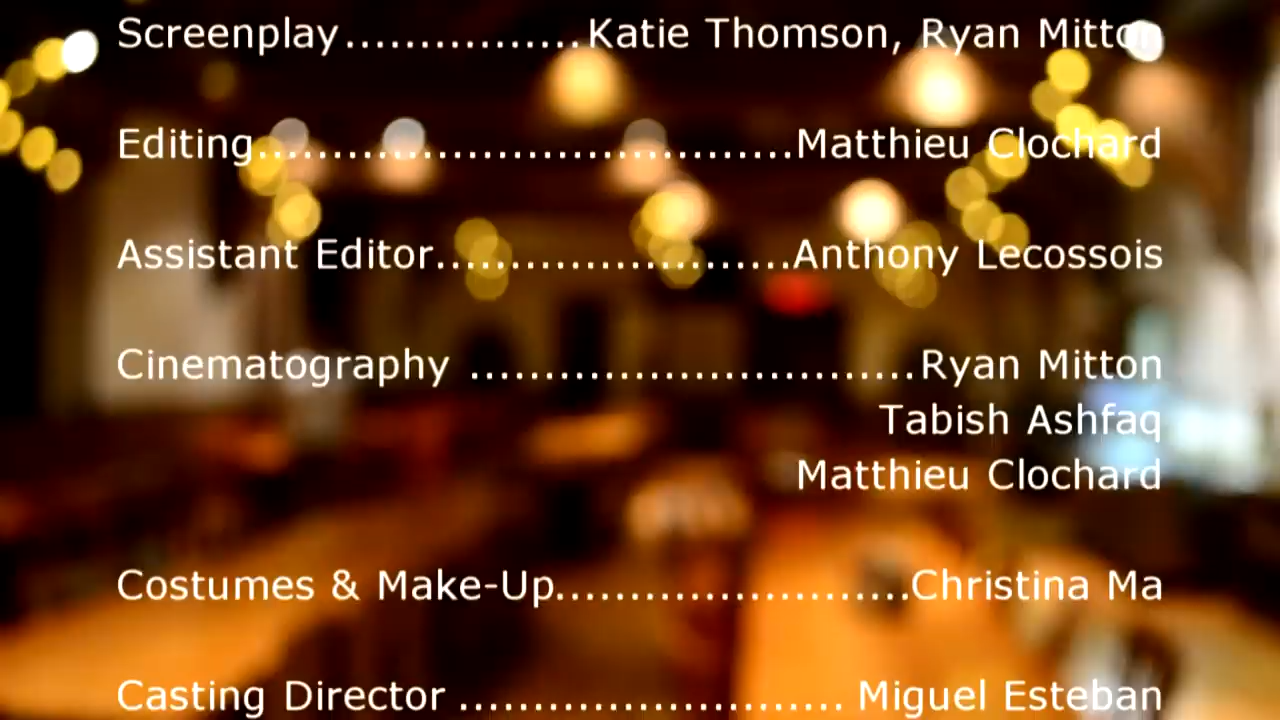 Screenplay................Katie Thomson, Ryan Mitton
Editing....................................Matthieu Clochard
Assistant Editor........................Anthony Lecossois
Cinematography ..............................Ryan Mitton
Tabish Ashfaq
Matthieu Clochard
Costumes & Make-Up........................Christina Ma
Casting Director .......................... Miguel Esteban